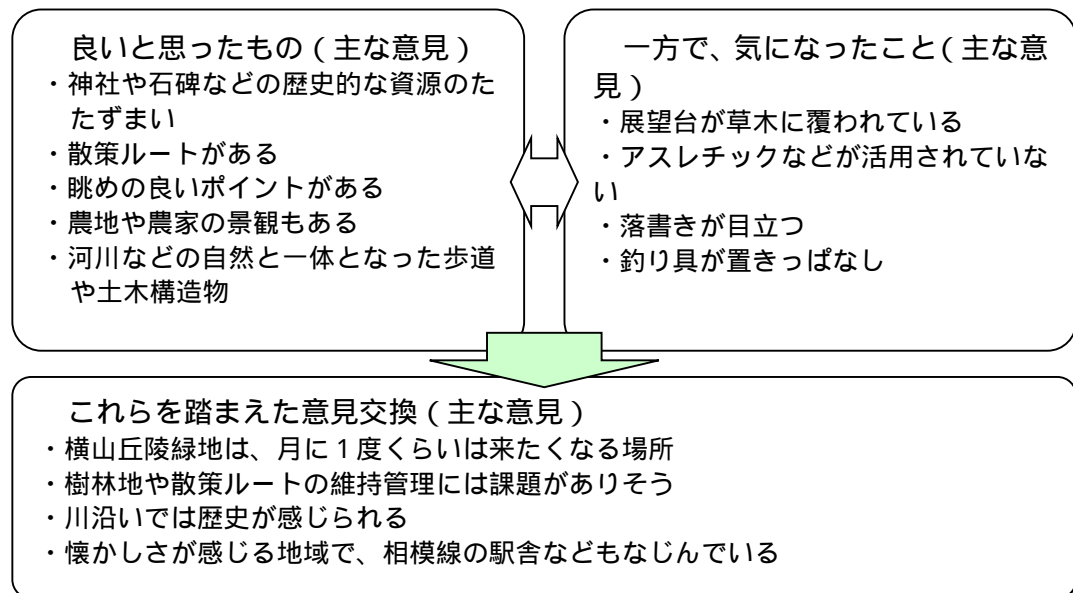 良いと思ったもの（主な意見）
・神社や石碑などの歴史的な資源のた
たずまい
・散策ルートがある
・眺めの良いポイントがある
・農地や農家の景観もある
・河川などの自然と一体となった歩道
や土木構造物
一方で、気になったこと（主な意
見）
・展望台が草木に覆われている
・アスレチックなどが活用されていな
い
・落書きが目立つ
・釣り具が置きっぱなし
これらを踏まえた意見交換（主な意見）
・横山丘陵緑地は、月に１度くらいは来たくなる場所
・樹林地や散策ルートの維持管理には課題がありそう
・川沿いでは歴史が感じられる
・懐かしさが感じる地域で、相模線の駅舎などもなじんでいる